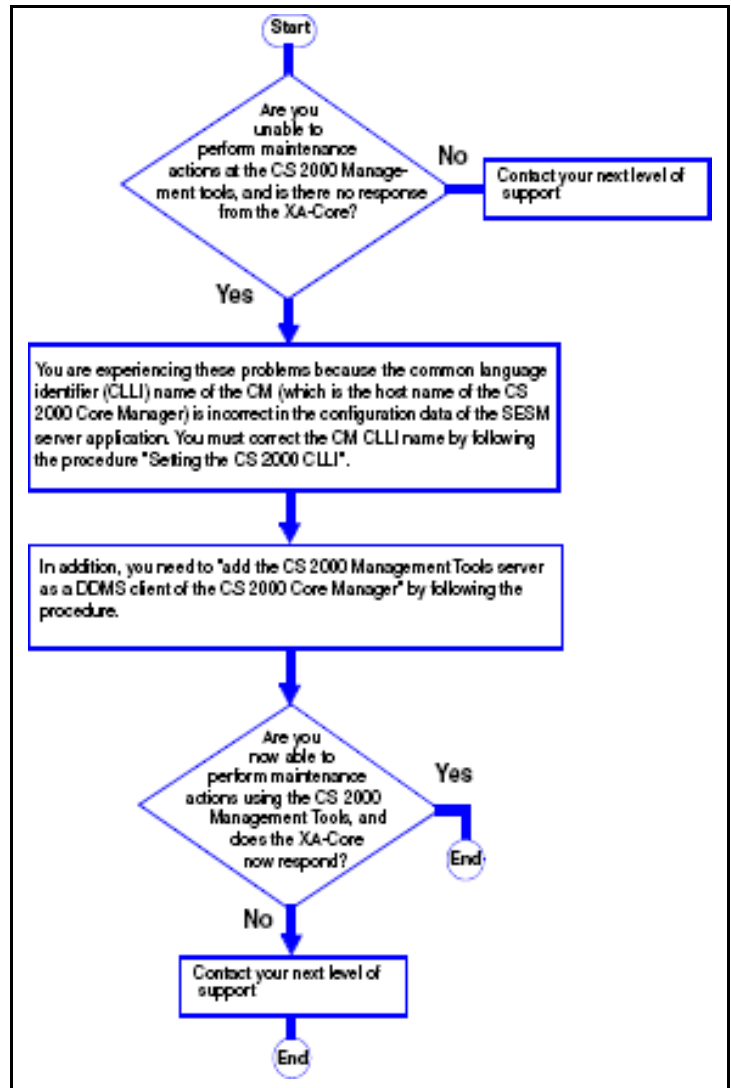 Start
Are you
unable to
perform maintenance
actions at the CS 2000 Manage-
ment tools, and is there no response
from the XA-Core?
No
Contact your next level of
support
Yes
You are experiencing these problems because the common language
identifier (CLLI) name of the CM (which is the host name of the CS
2000 Core Manager) is incorrect in the configuration data of the SESM
server application. You must correct the CM CLLI name by following
the procedure "Setting the CS 2000 CLLI".
In addition, you need to "add the CS 2000 Management Tools server
as a DDMS client of the CS 2000 Core Manager" by following the
procedure.
Are you
now able to
perform maintenance
actions using the CS 2000
Management Tools, and
does the XA-Core
now respond?
Yes
End
No
Contact your next level of
support
End